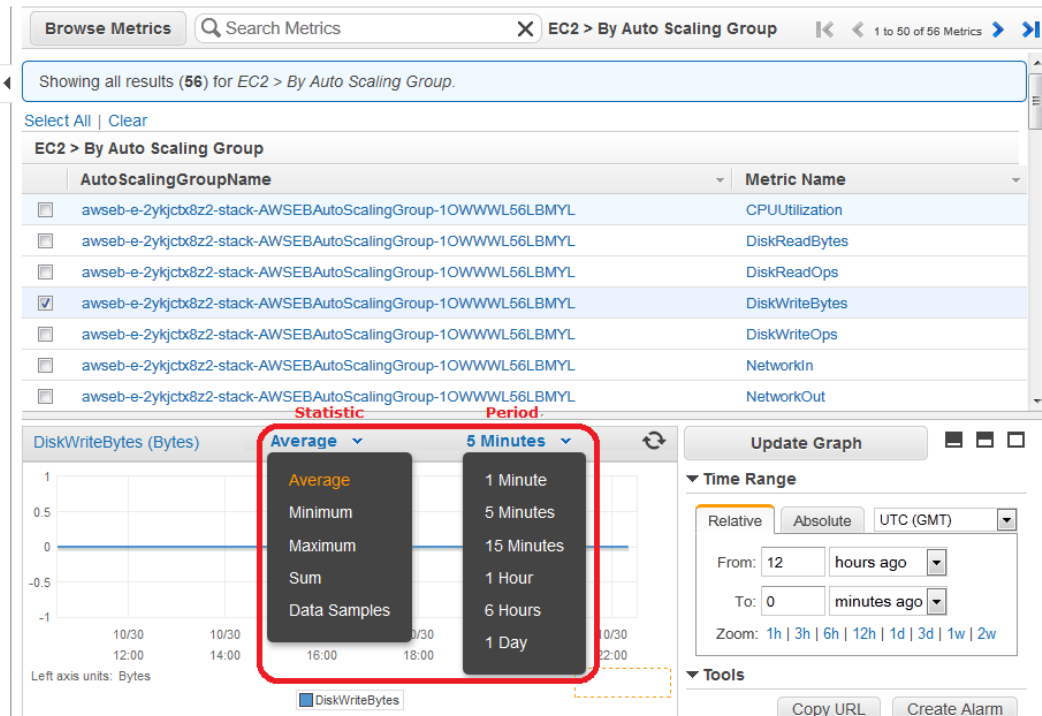 Browse Metrics Search Metrics EC2 > By Auto Scaling Group 1 to 50 of 56 Metrics
Showing all results (56) for EC2 > By Auto Scaling Group.
Select All | Clear
EC2 > By Auto Scaling Group
AutoScalingGroupName Metric Name
awseb-e-2ykjctx8z2-stack-AWSEBAutoScalingGroup-1OWWWL56LBMYL CPUUtilization
awseb-e-2ykjctx8z2-stack-AWSEBAutoScalingGroup-1OWWWL56LBMYL DiskReadBytes
awseb-e-2ykjctx8z2-stack-AWSEBAutoScalingGroup-1OWWWL56LBMYL DiskReadOps
awseb-e-2ykjctx8z2-stack-AWSEBAutoScalingGroup-1OWWWL56LBMYL DiskWriteBytes
awseb-e-2ykjctx8z2-stack-AWSEBAutoScalingGroup-1OWWWL56LBMYL DiskWriteOps
awseb-e-2ykjctx8z2-stack-AWSEBAutoScalingGroup-1OWWWL56LBMYL NetworkIn
awseb-e-2ykjctx8z2-stack-AWSEBAutoScalingGroup-1OWWWL56LBMYL NetworkOut
Statistic Period
DiskWriteBytes (Bytes) Average 5 Minutes
Average
Minimum
Maximum
Sum
Data Samples
1 Minute
5 Minutes
15 Minutes
1 Hour
6 Hours
1 Day
1
0.5
0
-0.5
-1
10/30 10/30 0/30 0/30
12:00 14:00 16:00 18:00 22:00
Left axis units: Bytes
DiskWriteBytes
Update Graph
Time Range
Relative Absolute UTC (GMT)
From: 12 hours ago
To: 0 minutes ago
Zoom: 1h | 3h | 6h | 12h | 1d | 3d | 1w | 2w
Tools
Copy URL Create Alarm